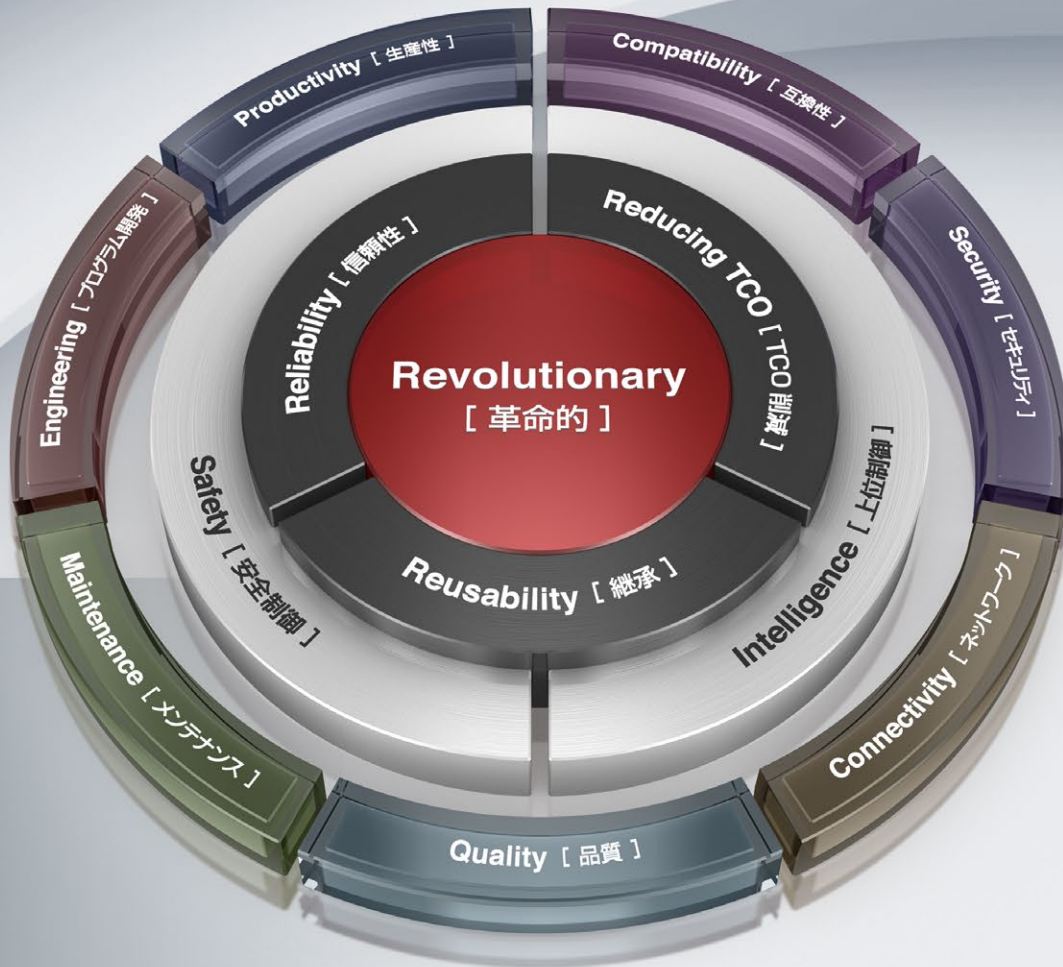 Productivity [ 生産性 ]
Compatibility [ 互換性 ]
Engineering [ プログラム開発 ]
Reliability [ 信頼性 ]
Reducing TCO [ TCO削減 ]
Security [ セキュリティ ]
Revolutionary
[ 革命的 ]
Safety [ 安全制御 ]
Reusability [ 継承 ]
Intelligence [ 上位制御 ]
Maintenance [ メンテナンス ]
Connectivity [ ネットワーク ]
Quality [ 品質 ]